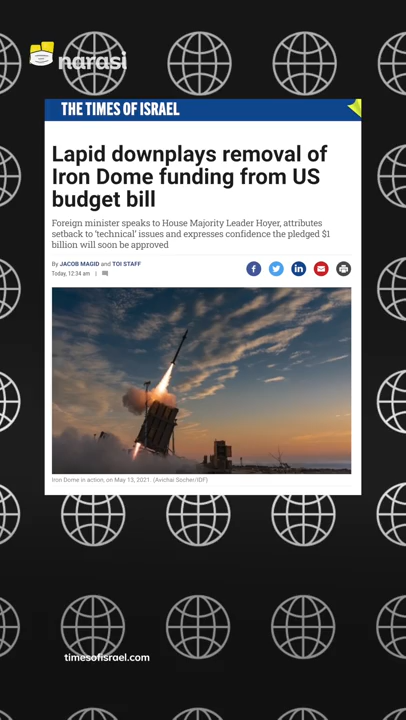 narasi
THE TIMES OF ISRAEL
Lapid downplays removal of
Iron Dome funding from US
budget bill
Foreign minister speaks to House Majority Leader Hoyer, attributes
setback to 'technical' issues and expresses confidence the pledged $1
billion will soon be approved
By JACOB MAGID and TOI STAFF
Today, 12:34 am |
Iron Dome in action, on May 13, 2021. (Avichai Socher/IDF)
timesofisrael.com